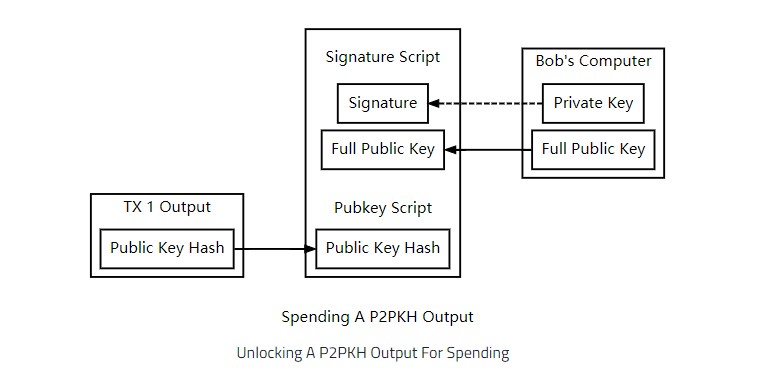 Signature Script
Bob's Computer
Signature
Private Key
Full Public Key
Full Public Key
TX 1 Output
Pubkey Script
Public Key Hash
Public Key Hash
Spending A P2PKH Output
Unlocking A P2PKH Output For Spending